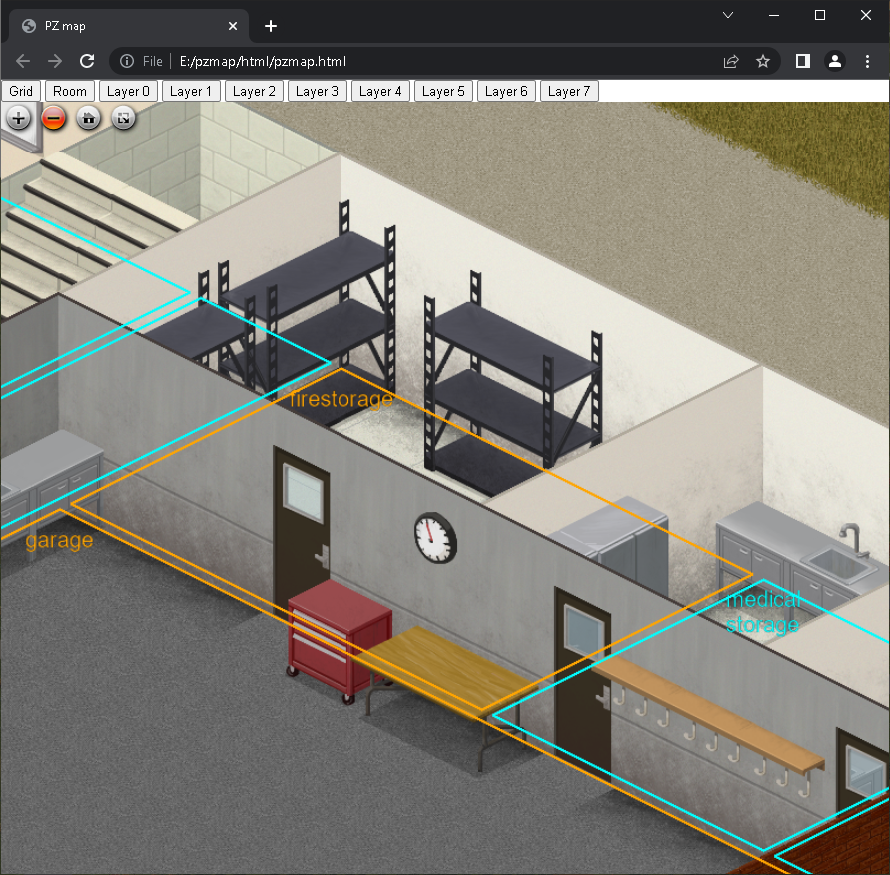 PZ map
File
E:/pzmap/html/pzmap.html
Grid
Room
Layer 0
Layer 1
Layer 2
Layer 3
Layer 4
Layer 5
Layer 6
Layer 7
firestorage
garage
medical
storage